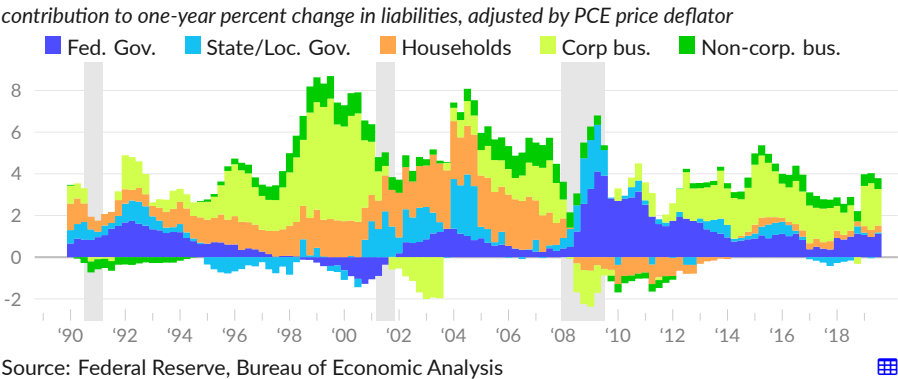 contribution to one-year percent change in liabilities, adjusted by PCE price deflator
Fed. Gov. State/Loc. Gov. Households Corp bus. Non-corp. bus.
8
6
4
2
0
-2
‘90 ‘92 ‘94 ‘96 ‘98 ‘00 ‘02 ‘04 ‘06 ‘08 ‘10 ‘12 ‘14 ‘16 ‘18
Source: Federal Reserve, Bureau of Economic Analysis